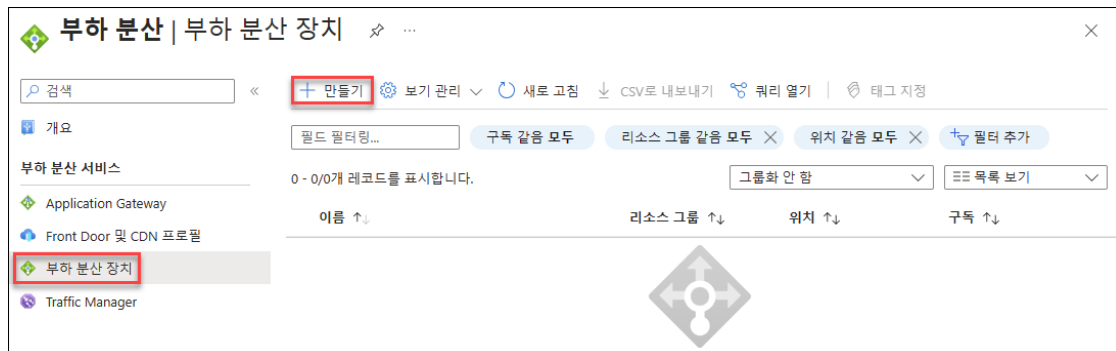 부하 분산 | 부하 분산 장치 ...
검색
개요
부하 분산 서비스
Application Gateway
Front Door 및 CDN 프로필
부하 분산 장치
Traffic Manager
만들기 보기 관리 새로 고침 CSV로 내보내기 쿼리 열기 태그 지정
필드 필터링... 구독 같음 모두 리소스 그룹 같음 모두 위치 같음 모두 필터 추가
0 - 0/0개 레코드를 표시합니다. 그룹화 안 함 목록 보기
이름 리소스 그룹 위치 구독